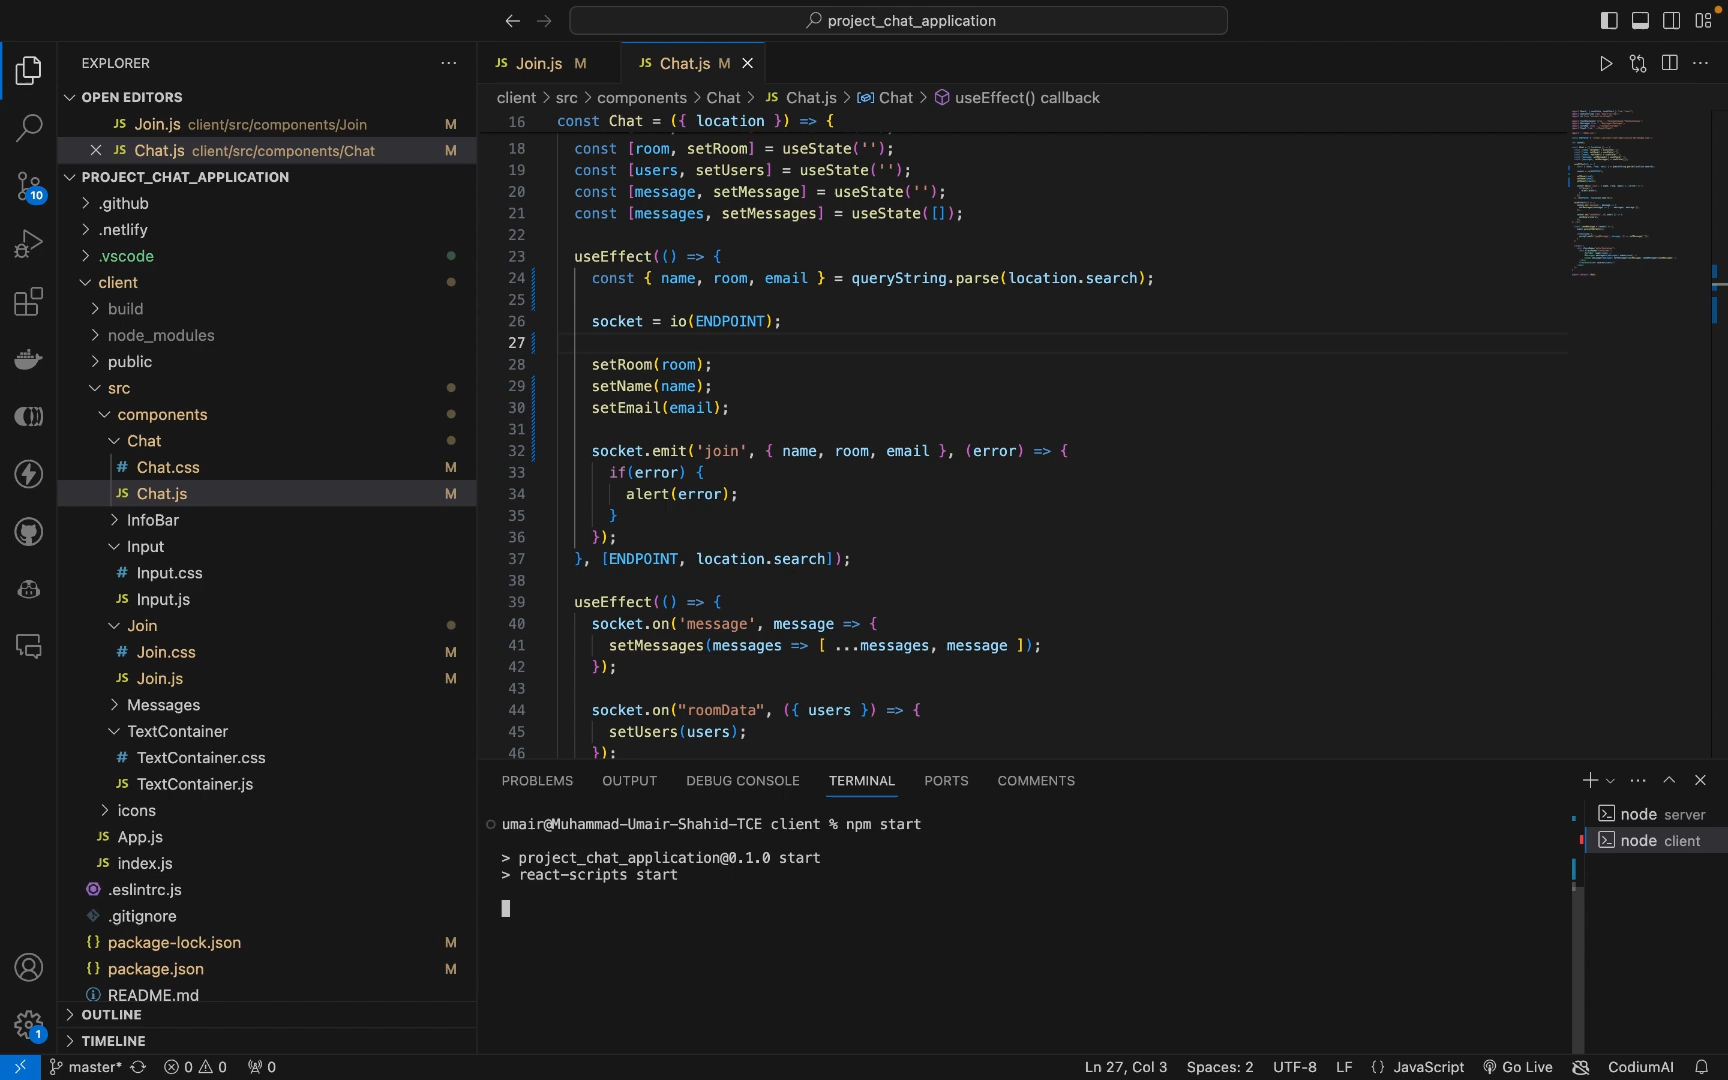 project_chat_application
EXPLORER
OPEN EDITORS
JS Join.js client/src/components/Join M
JS Chat.js client/src/components/Chat M
PROJECT_CHAT_APPLICATION
.github
.netlify
.vscode
client
build
node_modules
public
src
components
Chat
# Chat.css M
JS Chat.js M
InfoBar
Input
# Input.css
JS Input.js
Join
# Join.css M
JS Join.js M
Messages
TextContainer
# TextContainer.css
JS TextContainer.js
icons
JS App.js
JS index.js
.eslintrc.js
.gitignore
{} package-lock.json M
{} package.json M
README.md
OUTLINE
TIMELINE
10
1
JS Join.js M
JS Chat.js M
client > src > components > Chat > JS Chat.js > Chat > useEffect() callback
16 const Chat = ({ location }) => {
18 const [room, setRoom] = useState('');
19 const [users, setUsers] = useState('');
20 const [message, setMessage] = useState('');
21 const [messages, setMessages] = useState([]);
22
23 useEffect(() => {
24 const { name, room, email } = queryString.parse(location.search);
25
26 socket = io(ENDPOINT);
27
28 setRoom(room);
29 setName(name);
30 setEmail(email);
31
32 socket.emit('join', { name, room, email }, (error) => {
33 if(error) {
34 alert(error);
35 }
36 });
37 }, [ENDPOINT, location.search]);
38
39 useEffect(() => {
40 socket.on('message', message => {
41 setMessages(messages => [ ...messages, message ]);
42 });
43
44 socket.on("roomData", ({ users }) => {
45 setUsers(users);
46 });
PROBLEMS OUTPUT DEBUG CONSOLE TERMINAL PORTS COMMENTS
umair@Muhammad-Umair-Shahid-TCE client % npm start
> project_chat_application@0.1.0 start
> react-scripts start
node server
node client
master* 0 0 0
Ln 27, Col 3 Spaces: 2 UTF-8 LF {} JavaScript Go Live CodiumAI